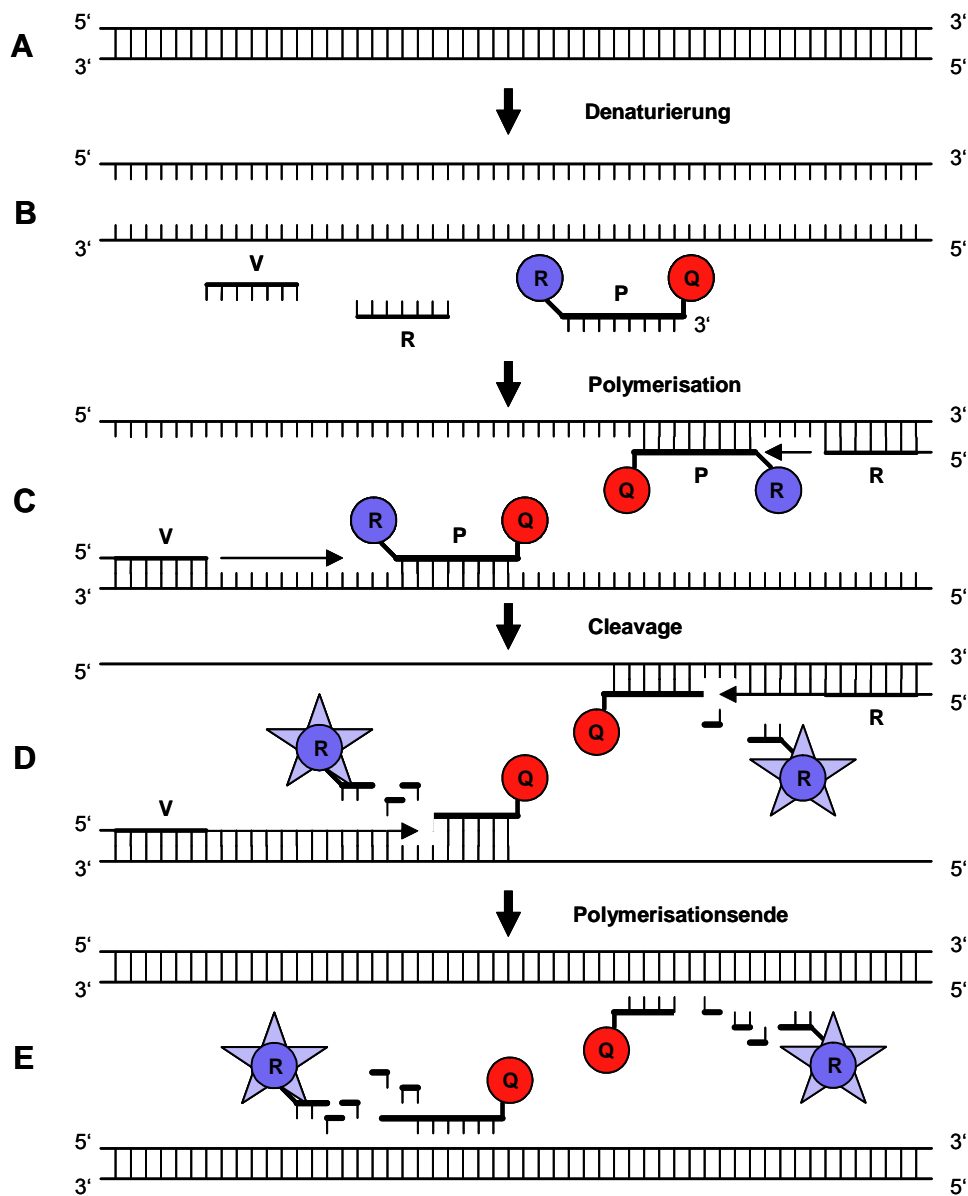 5‘ 3‘
A
3‘ 5‘
Denaturierung
5‘ 3‘
B
3‘ 5‘
V
R P Q
3‘
R
Polymerisation
5‘ 3‘
5‘
P R
Q R
C
R P Q
V
5‘
3‘ 5‘
Cleavage
5‘ 3‘
5‘
R
Q
R
D
Q R
V
5‘
3‘ 5‘
Polymerisationsende
5‘ 3‘
3‘ 5‘
Q
E
R R
Q
5‘ 3‘
3‘ 5‘